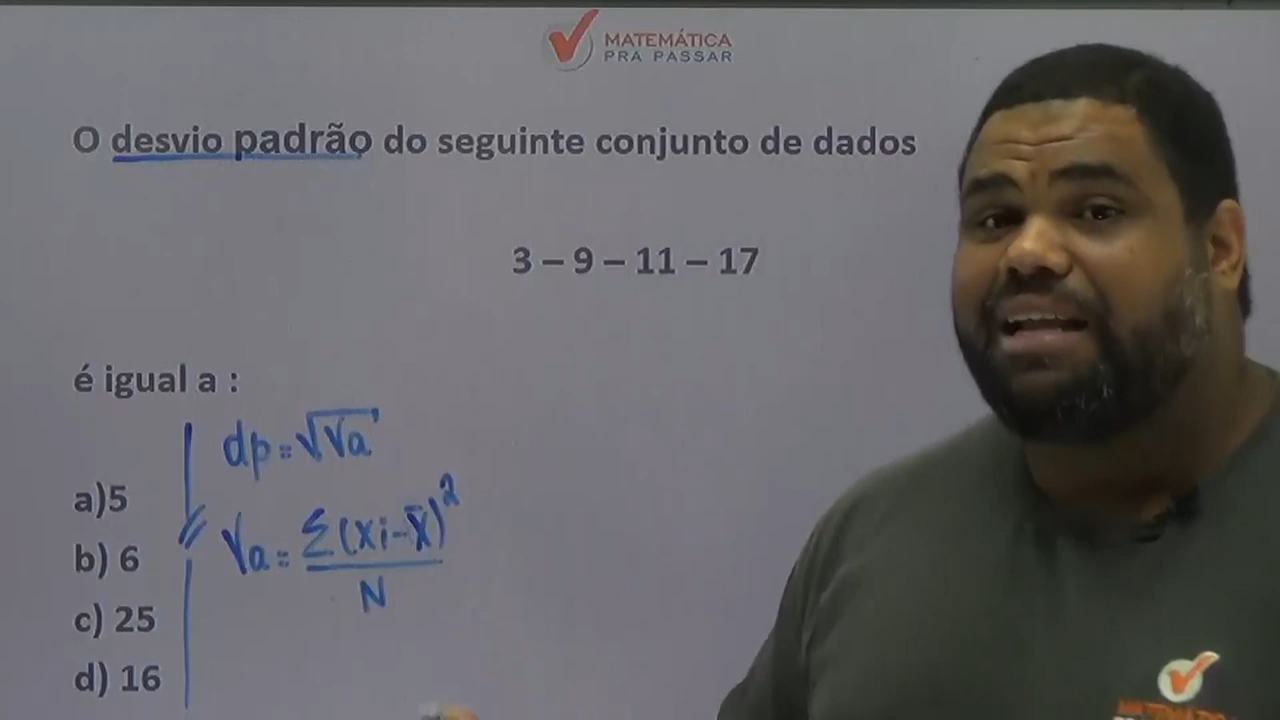 MATEMÁTICA
PRA PASSAR
O desvio padrão do seguinte conjunto de dados
3 – 9 – 11 – 17
é igual a :
dp = √Va
a)5
Va = Σ(xi-x̄)²
N
b) 6
c) 25
d) 16